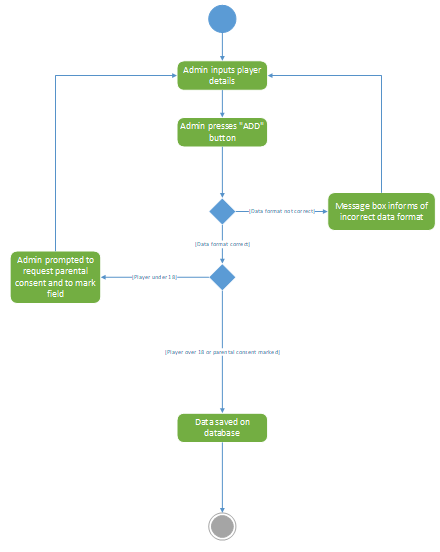 Admin inputs player
details
Admin presses "ADD"
button
[Data format not correct]
Message box informs of
incorrect data format
[Data format correct]
Admin prompted to
request parental
consent and to mark
field
[Player under 18]
[Player over 18 or parental consent marked]
Data saved on
database